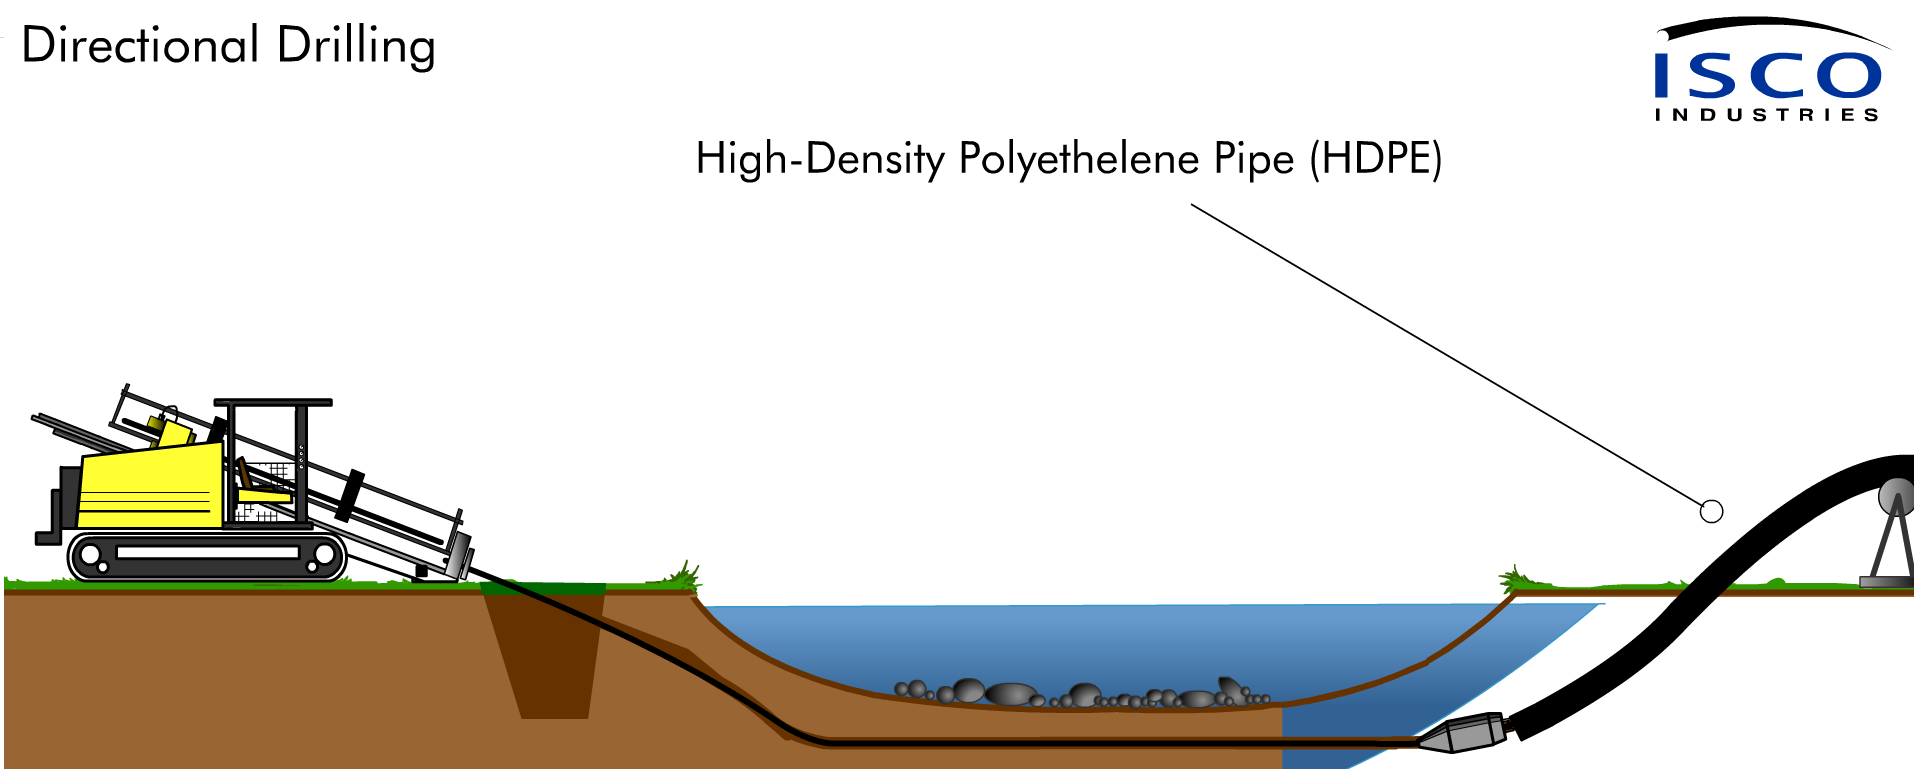 Directional Drilling
ISCO
INDUSTRIES
High-Density Polyethelene Pipe (HDPE)